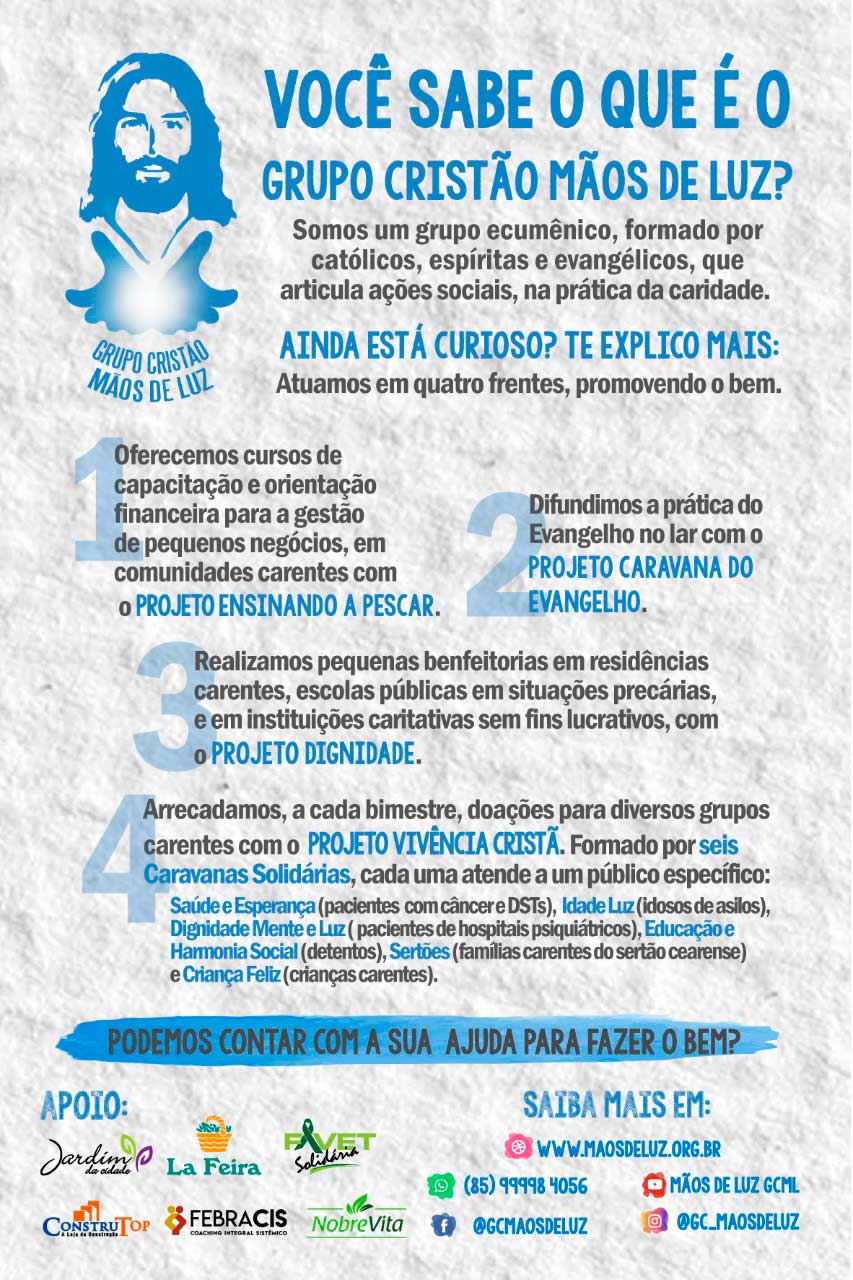 VOCÊ SABE O QUE É O
GRUPO CRISTÃO MÃOS DE LUZ?
Somos um grupo ecumênico, formado por
católicos, espíritas e evangélicos, que
articula ações sociais, na prática da caridade.
GRUPO CRISTÃO
MÃOS DE LUZ
AINDA ESTÁ CURIOSO? TE EXPLICO MAIS:
Atuamos em quatro frentes, promovendo o bem.
1
Oferecemos cursos de
capacitação e orientação
financeira para a gestão
de pequenos negócios, em
comunidades carentes com
o PROJETO ENSINANDO A PESCAR.
2
Difundimos a prática do
Evangelho no lar com o
PROJETO CARAVANA DO
EVANGELHO.
3
Realizamos pequenas benfeitorias em residências
carentes, escolas públicas em situações precárias,
e em instituições caritativas sem fins lucrativos, com
o PROJETO DIGNIDADE.
4
Arrecadamos, a cada bimestre, doações para diversos grupos
carentes com o PROJETO VIVÊNCIA CRISTÃ. Formado por seis
Caravanas Solidárias, cada uma atende a um público específico:
Saúde e Esperança (pacientes com câncer e DSTs), Idade Luz (idosos de asilos),
Dignidade Mente e Luz ( pacientes de hospitais psiquiátricos), Educação e
Harmonia Social (detentos), Sertões (famílias carentes do sertão cearense)
e Criança Feliz (crianças carentes).
PODEMOS CONTAR COM A SUA AJUDA PARA FAZER O BEM?
APOIO:
Jardim
da cidade
La Feira
FAVET
Solidária
CONSTRUTOP
A Loja da Construção
FEBRACIS
COACHING INTEGRAL SISTÊMICO
NobreVita
SAIBA MAIS EM:
WWW.MAOSDELUZ.ORG.BR
(85) 99998 4056
MÃOS DE LUZ GCML
@GCMAOSDELUZ
@GC_MAOSDELUZ